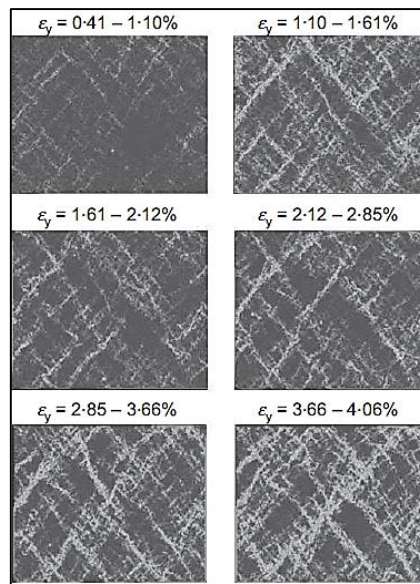 εy = 0·41 – 1·10%
εy = 1·10 – 1·61%
εy = 1·61 – 2·12%
εy = 2·12 – 2·85%
εy = 2·85 – 3·66%
εy = 3·66 – 4·06%